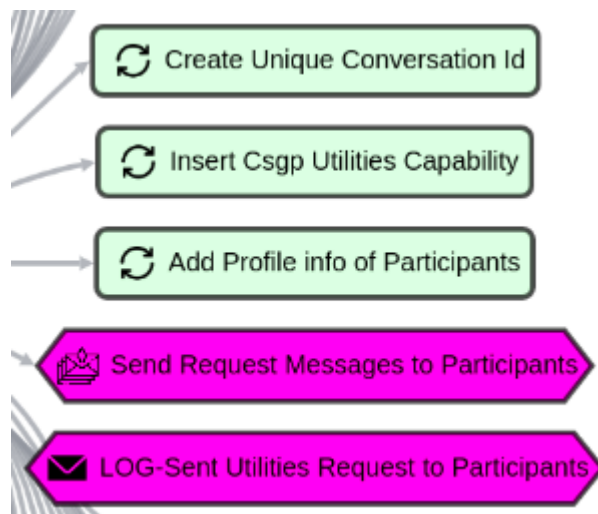 Create Unique Conversation Id
Insert Csgp Utilities Capability
Add Profile info of Participants
Send Request Messages to Participants
LOG-Sent Utilities Request to Participants